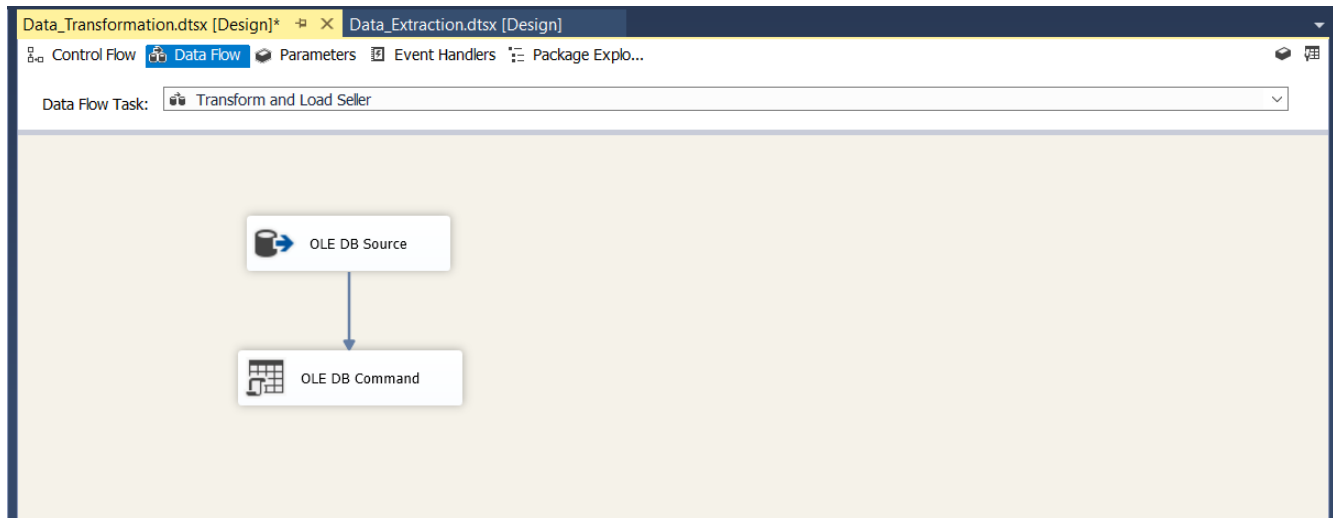 Data_Transformation.dtsx [Design]* Data_Extraction.dtsx [Design]
Control Flow Data Flow Parameters Event Handlers Package Explo...
Data Flow Task: Transform and Load Seller
OLE DB Source
OLE DB Command